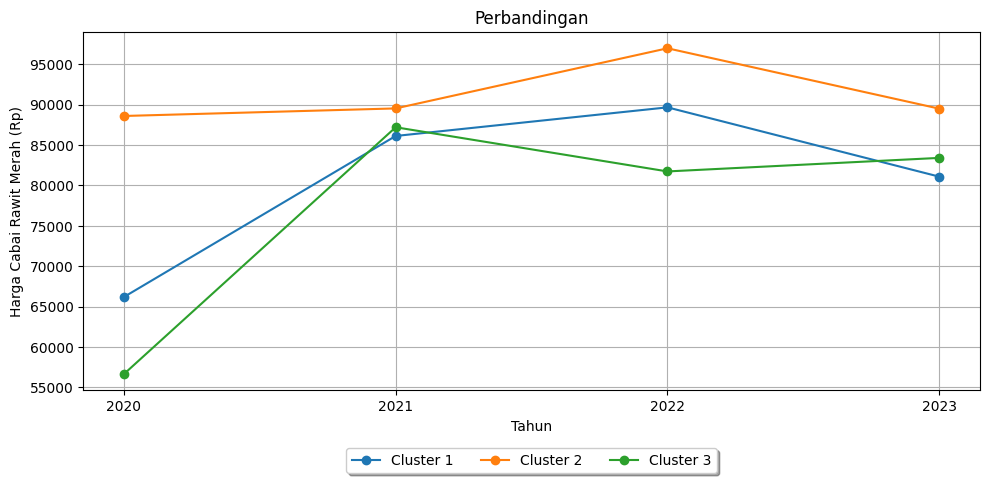 Perbandingan
Harga Cabai Rawit Merah (Rp)
95000
90000
85000
80000
75000
70000
65000
60000
55000
2020 2021 2022 2023
Tahun
Cluster 1 Cluster 2 Cluster 3